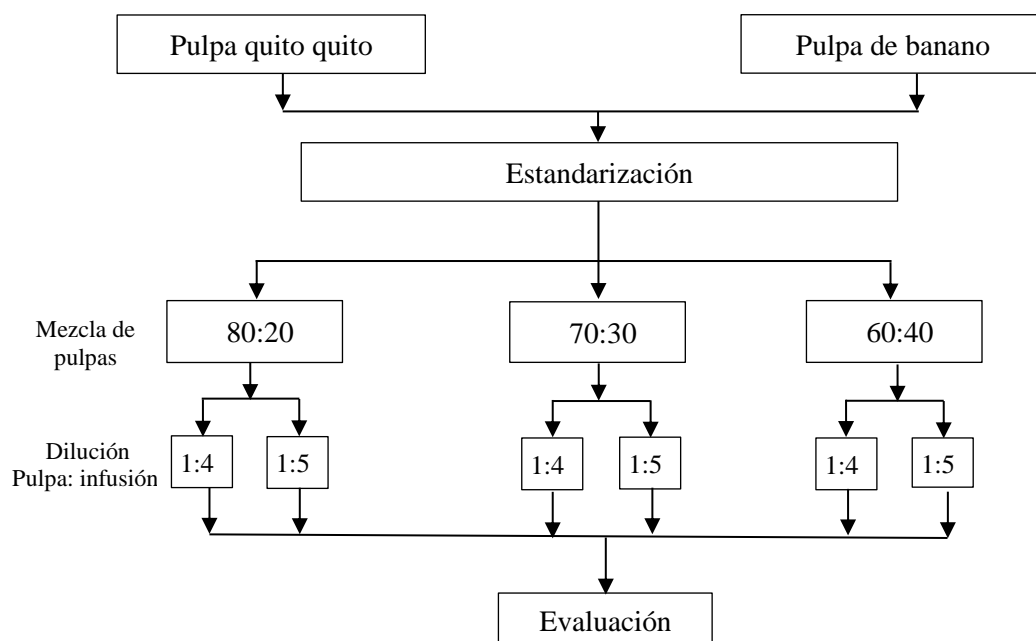 Pulpa quito quito
Pulpa de banano
Estandarización
Mezcla de
pulpas
80:20
70:30
60:40
Dilución
Pulpa: infusión
1:4
1:5
1:4
1:5
1:4
1:5
Evaluación